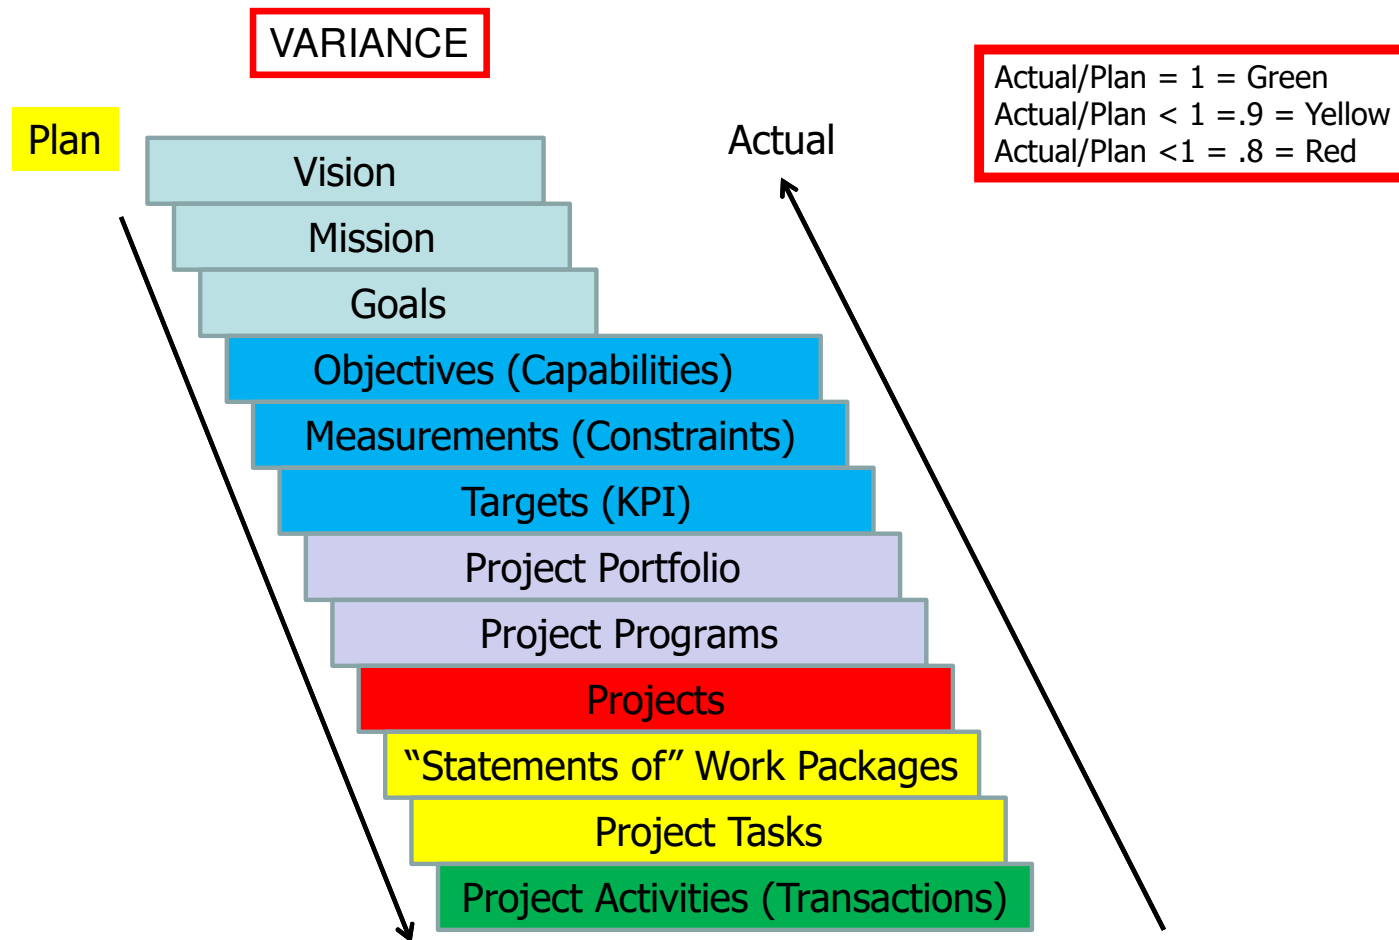 VARIANCE
Actual/Plan = 1 = Green
Actual/Plan < 1 =.9 = Yellow
Actual/Plan <1 = .8 = Red
Plan
Actual
Vision
Mission
Goals
Objectives (Capabilities)
Measurements (Constraints)
Targets (KPI)
Project Portfolio
Project Programs
Projects
“Statements of” Work Packages
Project Tasks
Project Activities (Transactions)